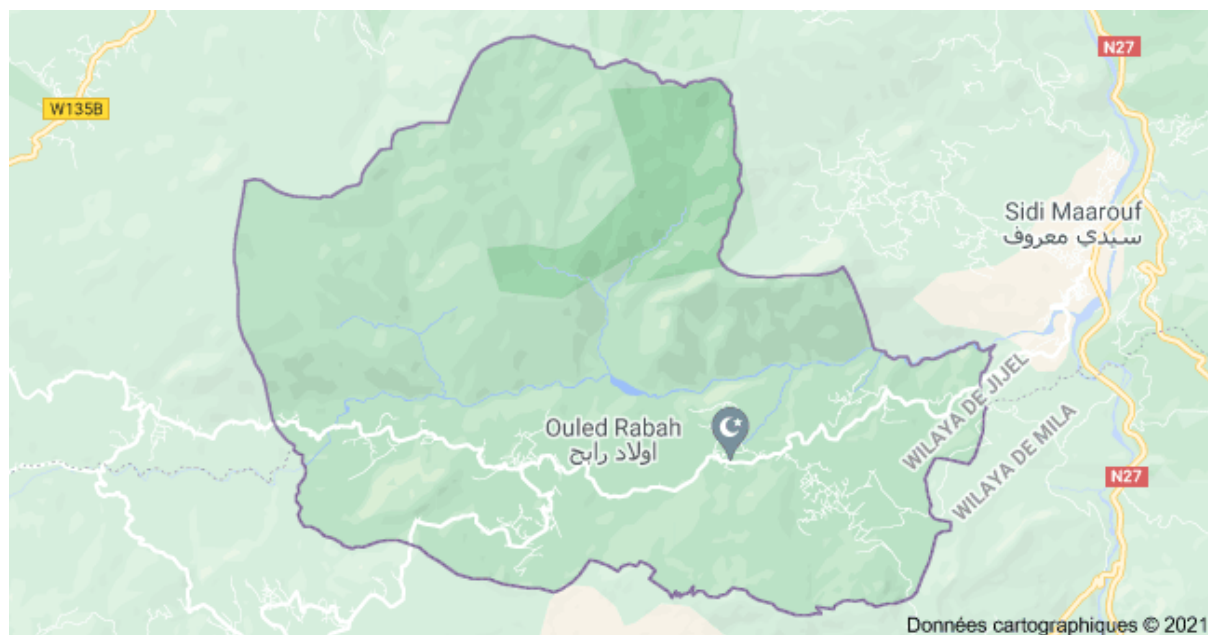 N27
W135B
Sidi Maarouf
سيدي معروف
WILAYA DE JIJEL
WILAYA DE MILA
Ouled Rabah
اولاد رابح
N27
Données cartographiques © 2021